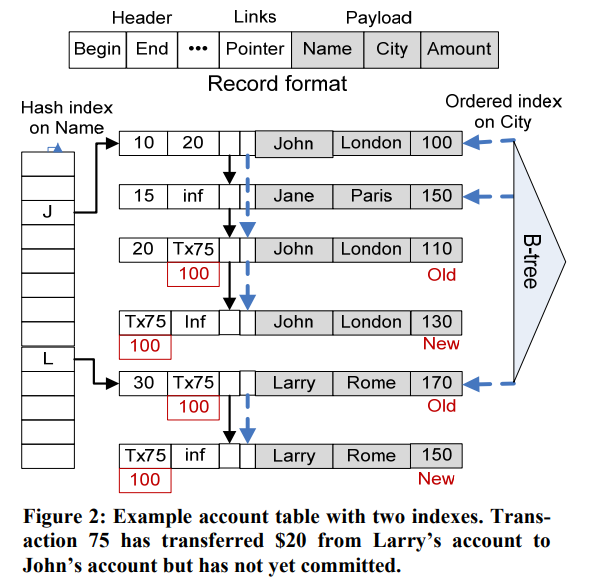 Header Links Payload
Begin End ••• Pointer Name City Amount
Record format
Hash index
on Name
Ordered index
on City
J
L
B-tree
10 20 John London 100
15 inf Jane Paris 150
20 Tx75 John London 110
100 Old
Tx75 Inf John London 130
100 New
30 Tx75 Larry Rome 170
100 Old
Tx75 inf Larry Rome 150
100 New
Figure 2: Example account table with two indexes. Trans-
action 75 has transferred $20 from Larry's account to
John's account but has not yet committed.